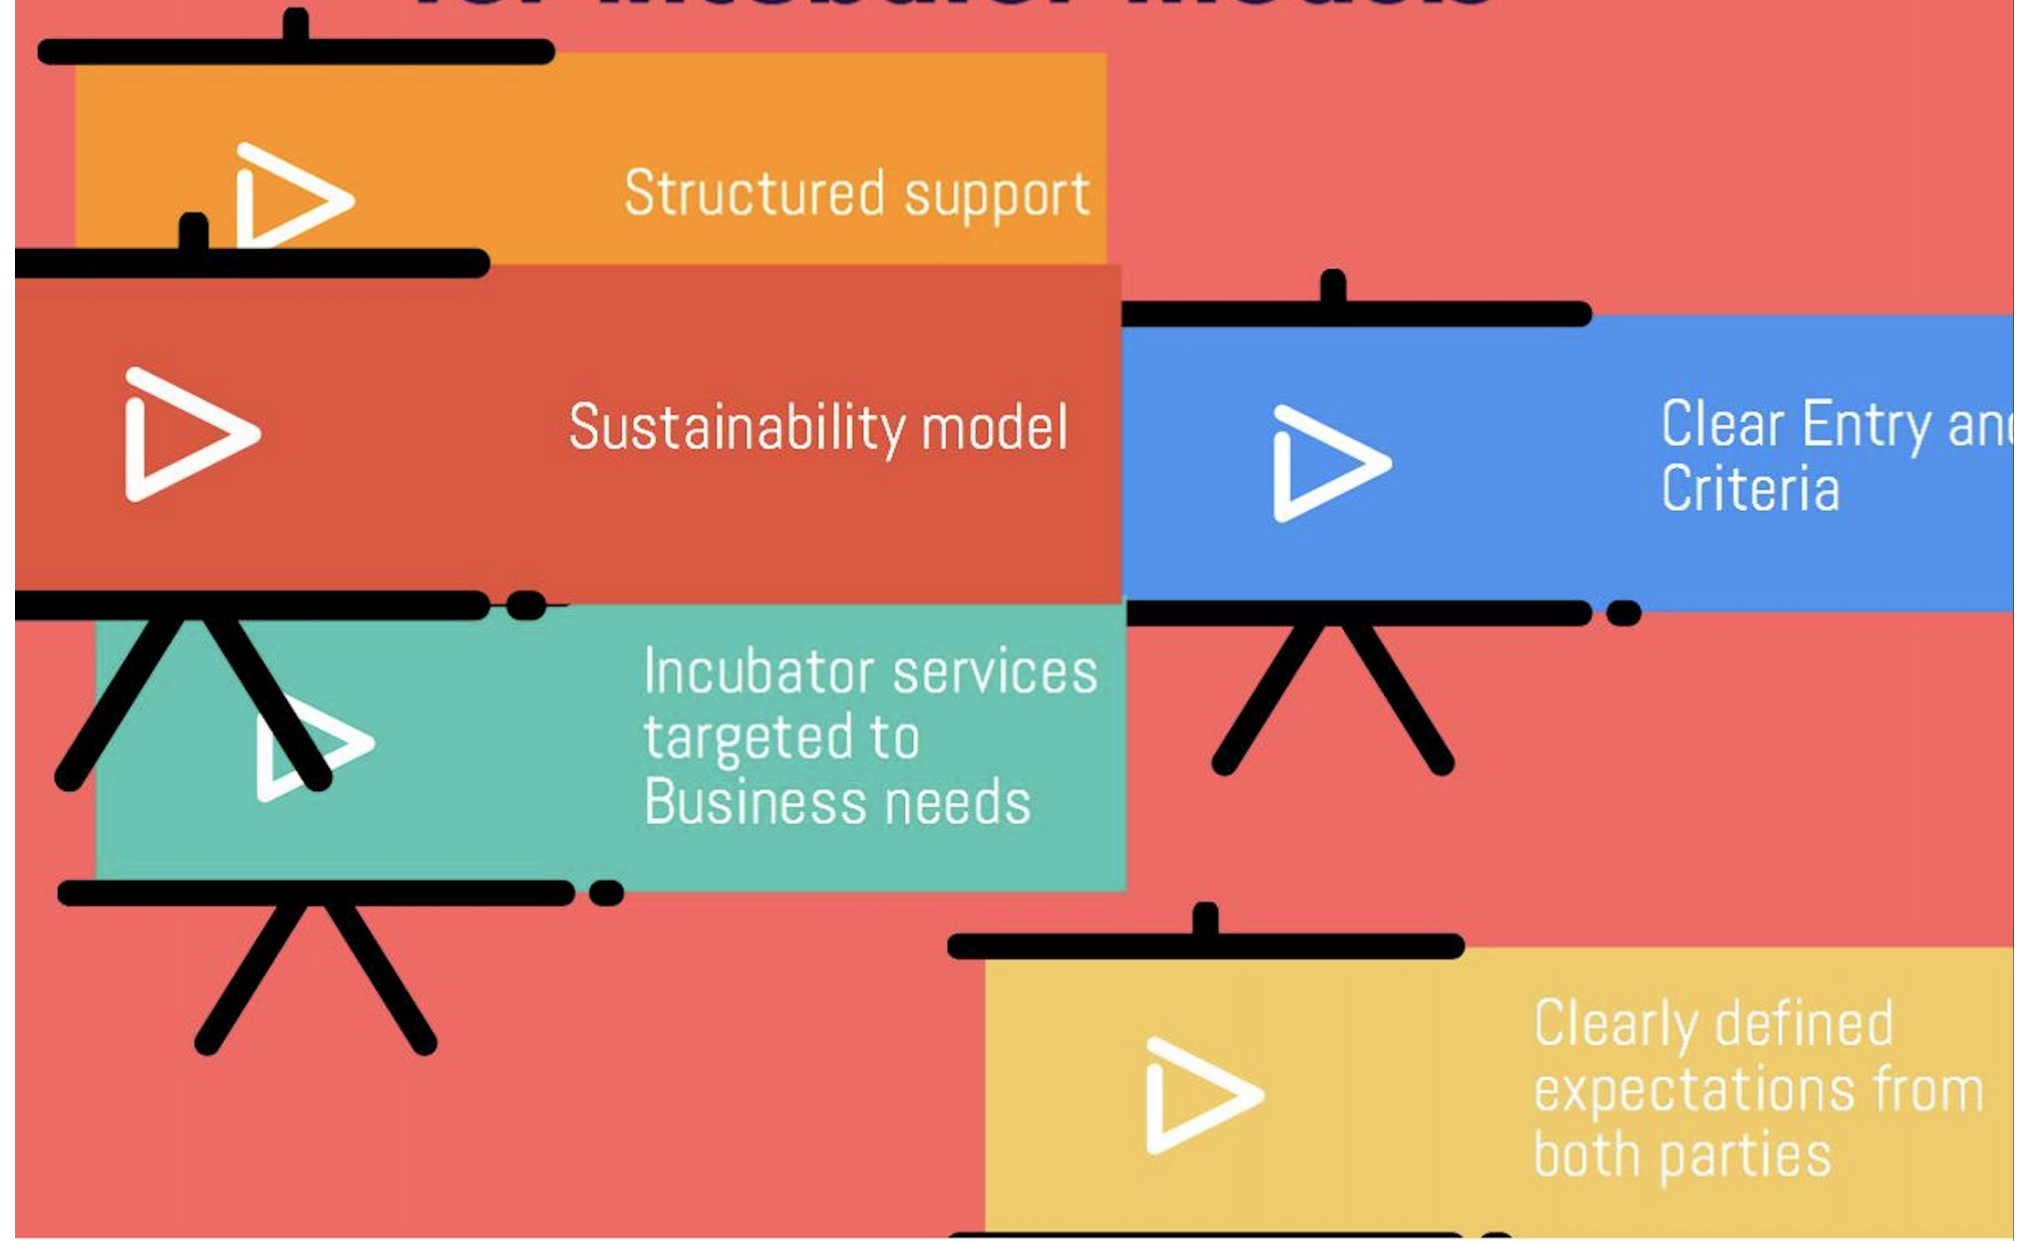 Structured support
Sustainability model
Clear Entry
Criteria
Incubator services
targeted to
Business needs
Clearly defined
expectations from
both parties